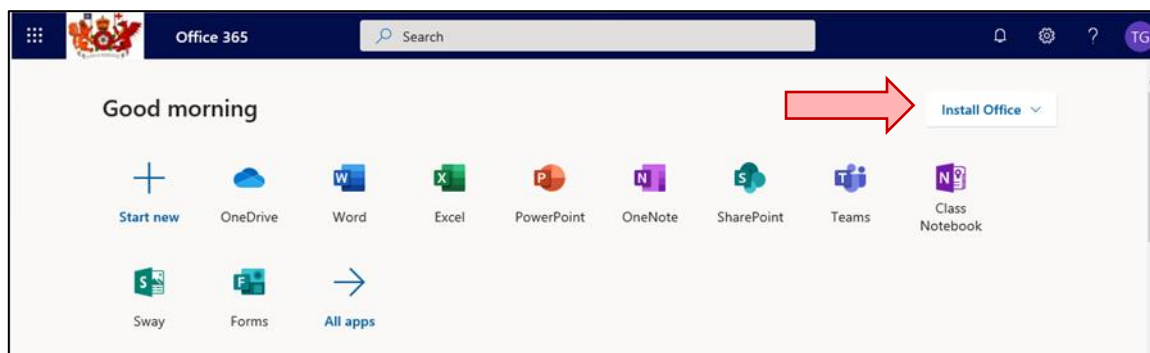 Office 365
Search
?
TG
Good morning
Install Office
Start new
OneDrive
Word
Excel
PowerPoint
OneNote
SharePoint
Teams
Class
Notebook
Sway
Forms
All apps